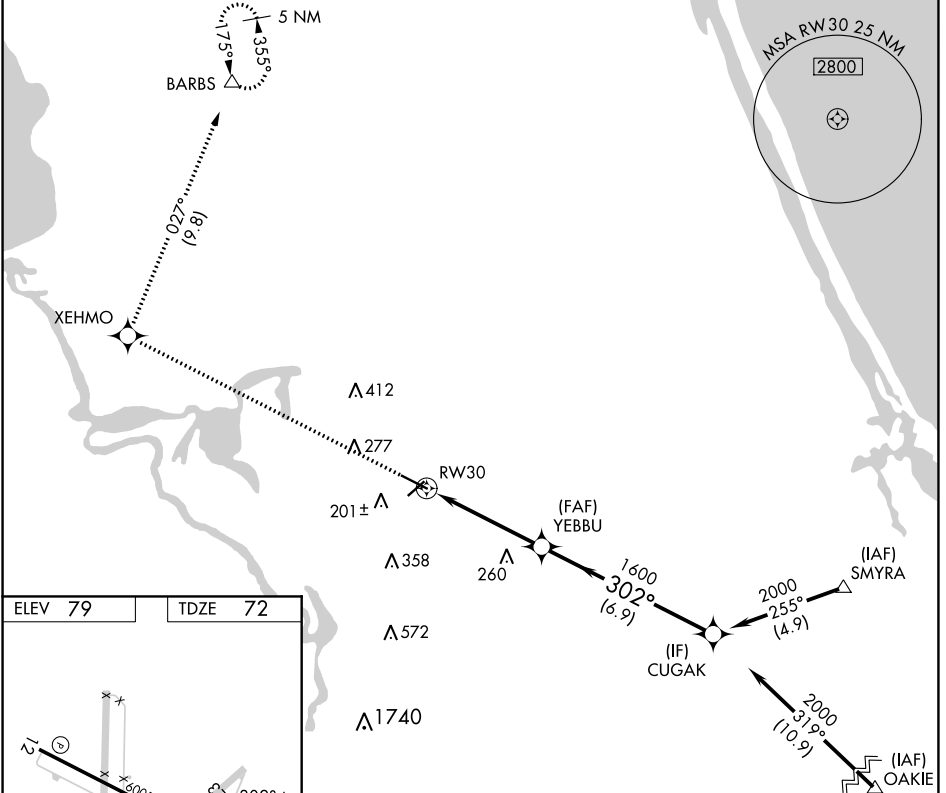 5 NM
175°
355°
BARBS
MSA RW30 25 NM
2800
027°
(9.8)
XEHMO
412
277
RW30
201±
(FAF)
YEBBU
358
260
1600
302°
(6.9)
(IAF)
SMYRA
2000
255°
(4.9)
572
(IF)
CUGAK
ELEV 79
TDZE 72
1740
2000
319°
(10.9)
(IAF)
OAKIE
X X
12
P
X X